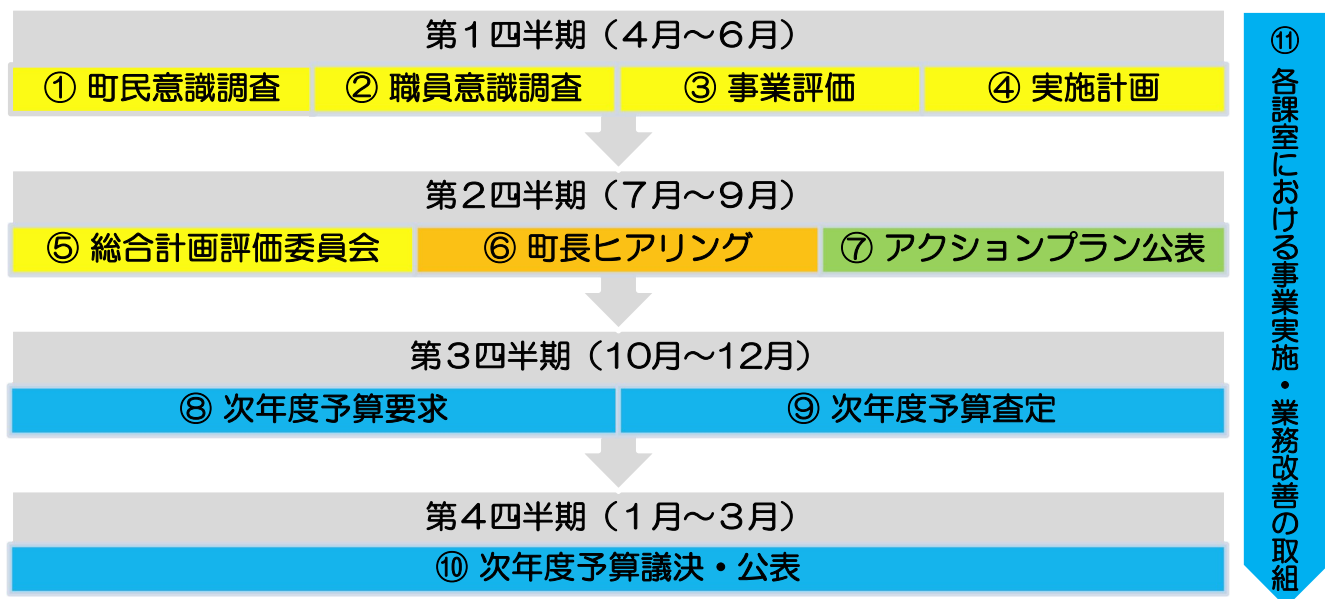 第１四半期（４月～６月）
① 町民意識調査
② 職員意識調査
③ 事業評価
④ 実施計画
第２四半期（７月～９月）
⑤ 総合計画評価委員会
⑥ 町長ヒアリング
⑦ アクションプラン公表
第３四半期（10月～12月）
⑧ 次年度予算要求
⑨ 次年度予算査定
第４四半期（１月～３月）
⑩ 次年度予算議決・公表
⑪ 各課室における事業実施・業務改善の取組